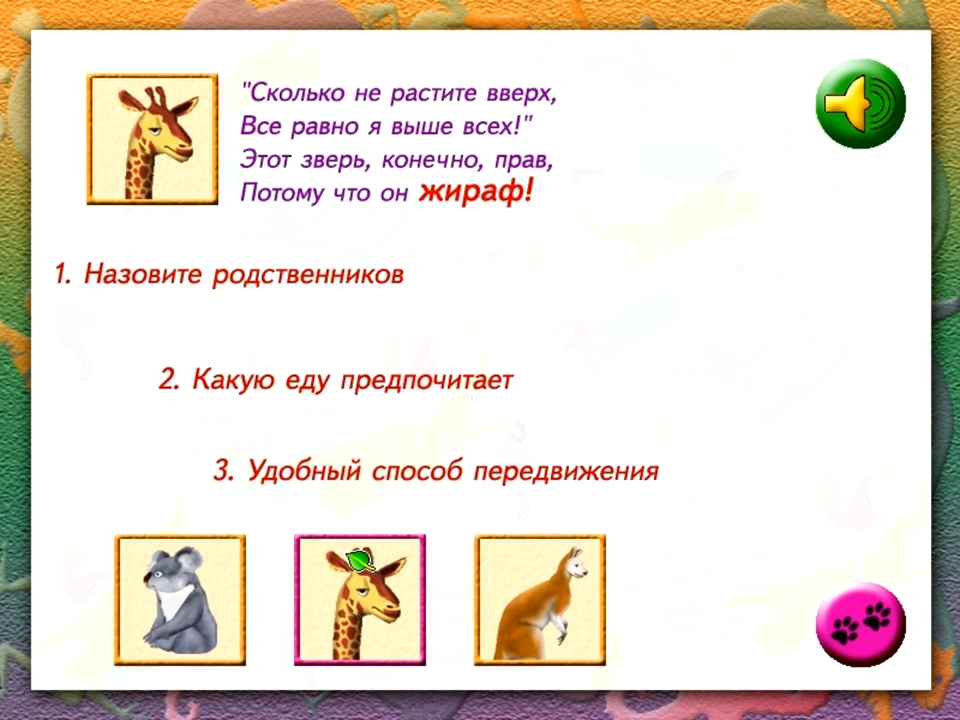 "Сколько не растите вверх,
Все равно я выше всех!"
Этот зверь, конечно, прав,
Потому что он жираф!
1. Назовите родственников
2. Какую еду предпочитает
3. Удобный способ передвижения